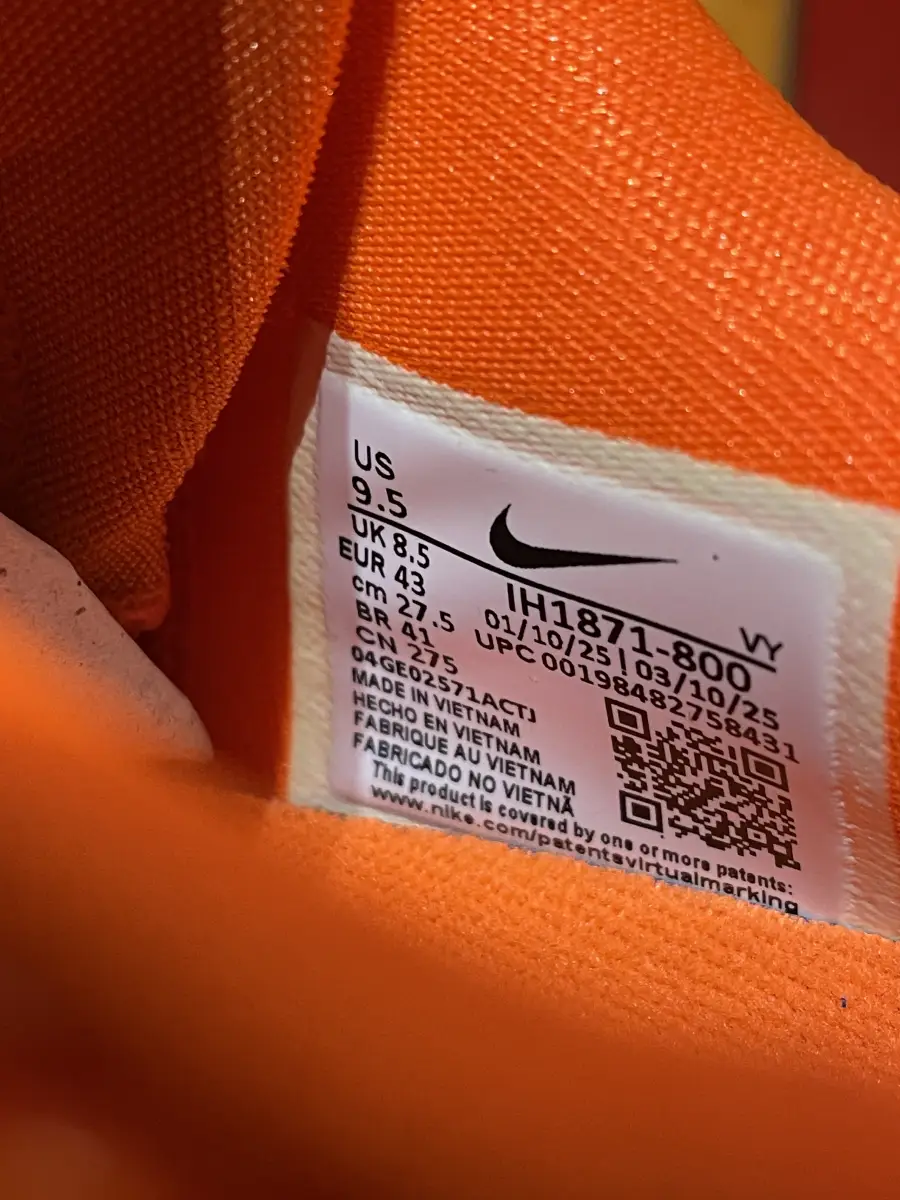 US
9.5
UK 8.5
EUR 43
cm 27.5
BR 41
CN 275
VY
IH1871-800
01/10/25 | 03/10/25
UPC 00198482758431
04GE02571ACTJ
MADE IN VIETNAM
HECHO EN VIETNAM
FABRIQUE AU VIETNAM
FABRICADO NO VIETNÃ
This product is covered by one or more patents:
www.nike.com/patentsvirtualmarking